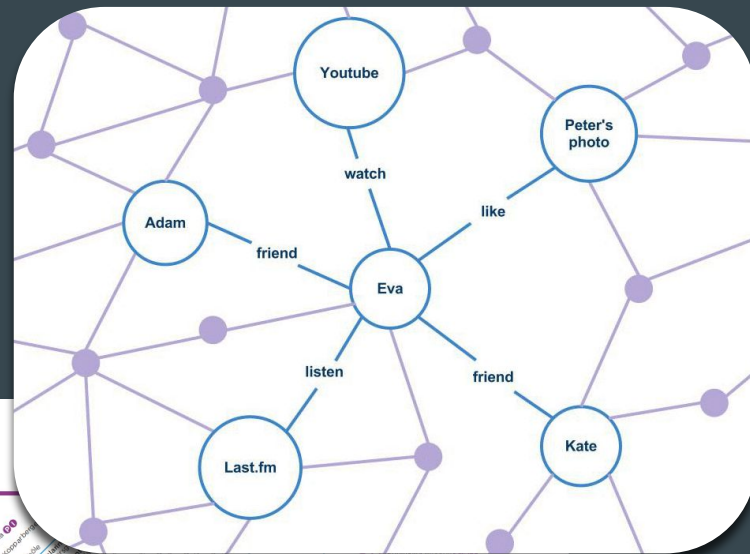 Youtube
watch
Peter's
photo
like
Adam
friend
Eva
listen
friend
Last.fm
Kate